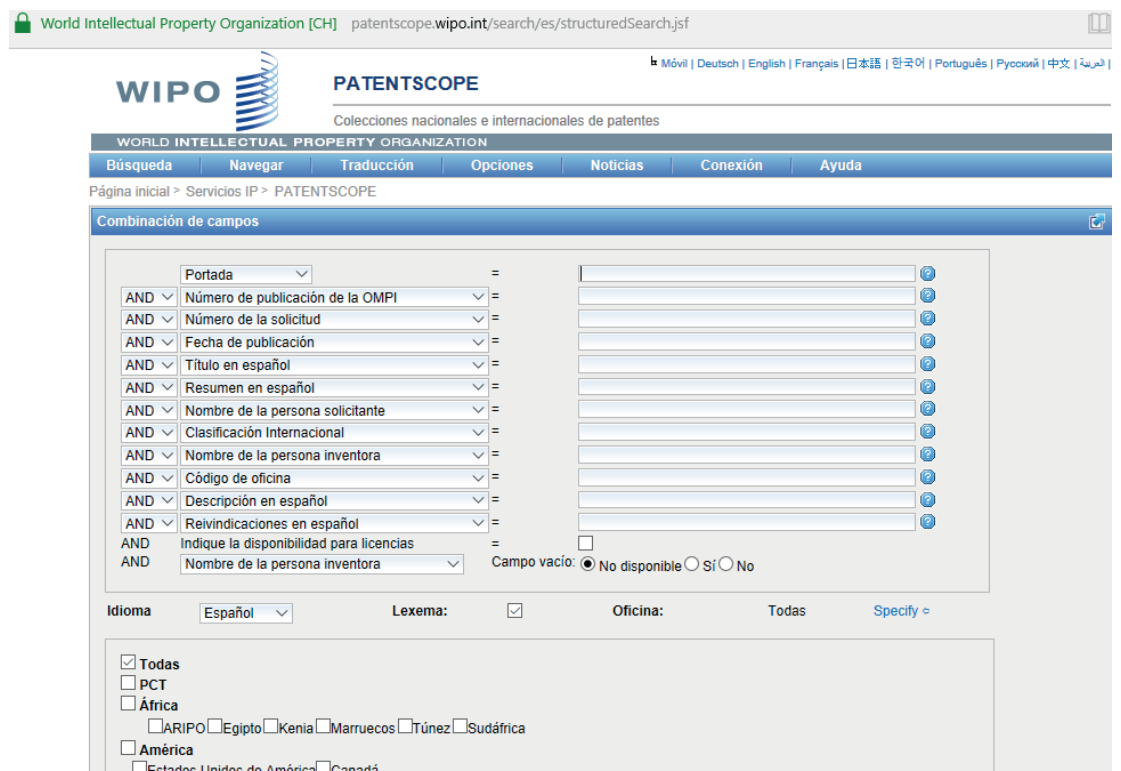 World Intellectual Property Organization [CH] patentscope.wipo.int/search/es/structuredSearch.jsf
Móvil | Deutsch | English | Français | 日本語 | 한국어 | Português | Русский | 中文 | العربية |
WIPO
PATENTSCOPE
Colecciones nacionales e internacionales de patentes
WORLD INTELLECTUAL PROPERTY ORGANIZATION
Búsqueda Navegar Traducción Opciones Noticias Conexión Ayuda
Página inicial > Servicios IP > PATENTSCOPE
Combinación de campos
Portada =
AND Número de publicación de la OMPI =
AND Número de la solicitud =
AND Fecha de publicación =
AND Título en español =
AND Resumen en español =
AND Nombre de la persona solicitante =
AND Clasificación Internacional =
AND Nombre de la persona inventora =
AND Código de oficina =
AND Descripción en español =
AND Reivindicaciones en español =
AND Indique la disponibilidad para licencias =
AND Nombre de la persona inventora Campo vacío: No disponible Sí No
Idioma Español Lexema: Oficina: Todas Specify
Todas
PCT
África
ARIPO Egipto Kenia Marruecos Túnez Sudáfrica
América
Estados Unidos de América Canadá